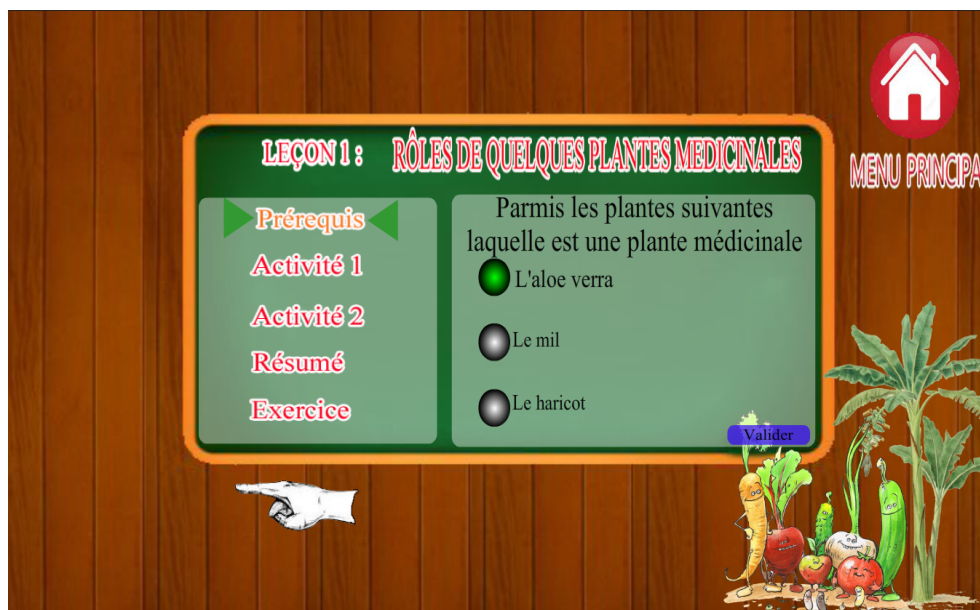 LEÇON 1 : RÔLES DE QUELQUES PLANTES MEDICINALES
MENU PRINCIPA
Prérequis
Activité 1
Activité 2
Résumé
Exercice
Parmis les plantes suivantes
laquelle est une plante médicinale
L'aloe verra
Le mil
Le haricot
Valider